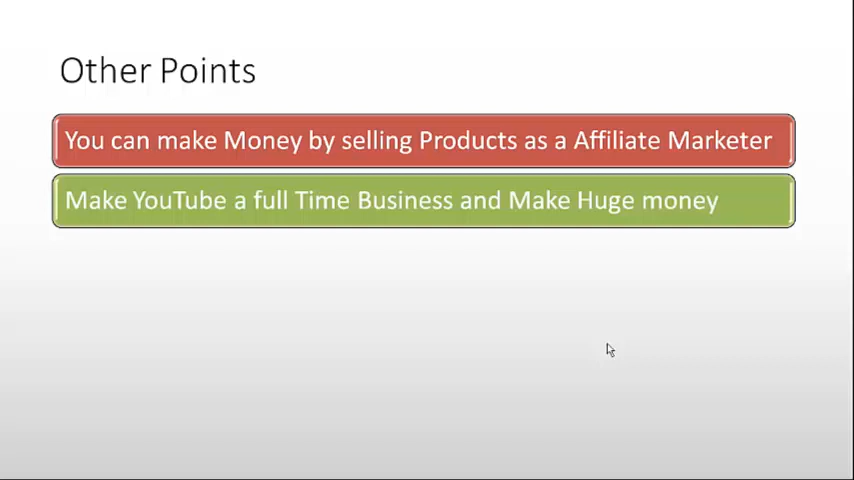 Other Points
You can make Money by selling Products as a Affiliate Marketer
Make YouTube a full Time Business and Make Huge money